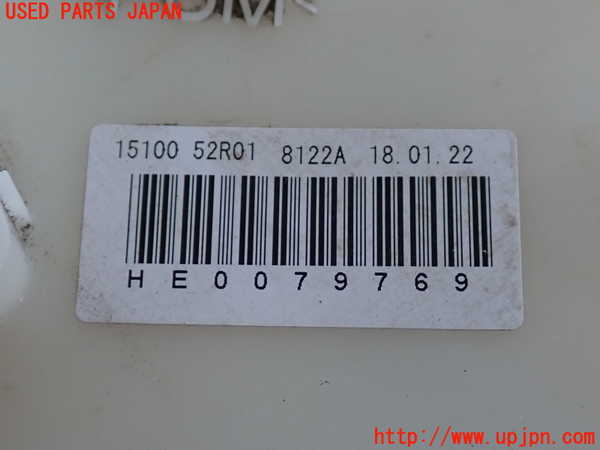 USED PARTS JAPAN
15100 52R01 8122A 18.01.22
HE0079769
http://www.upjpn.com/